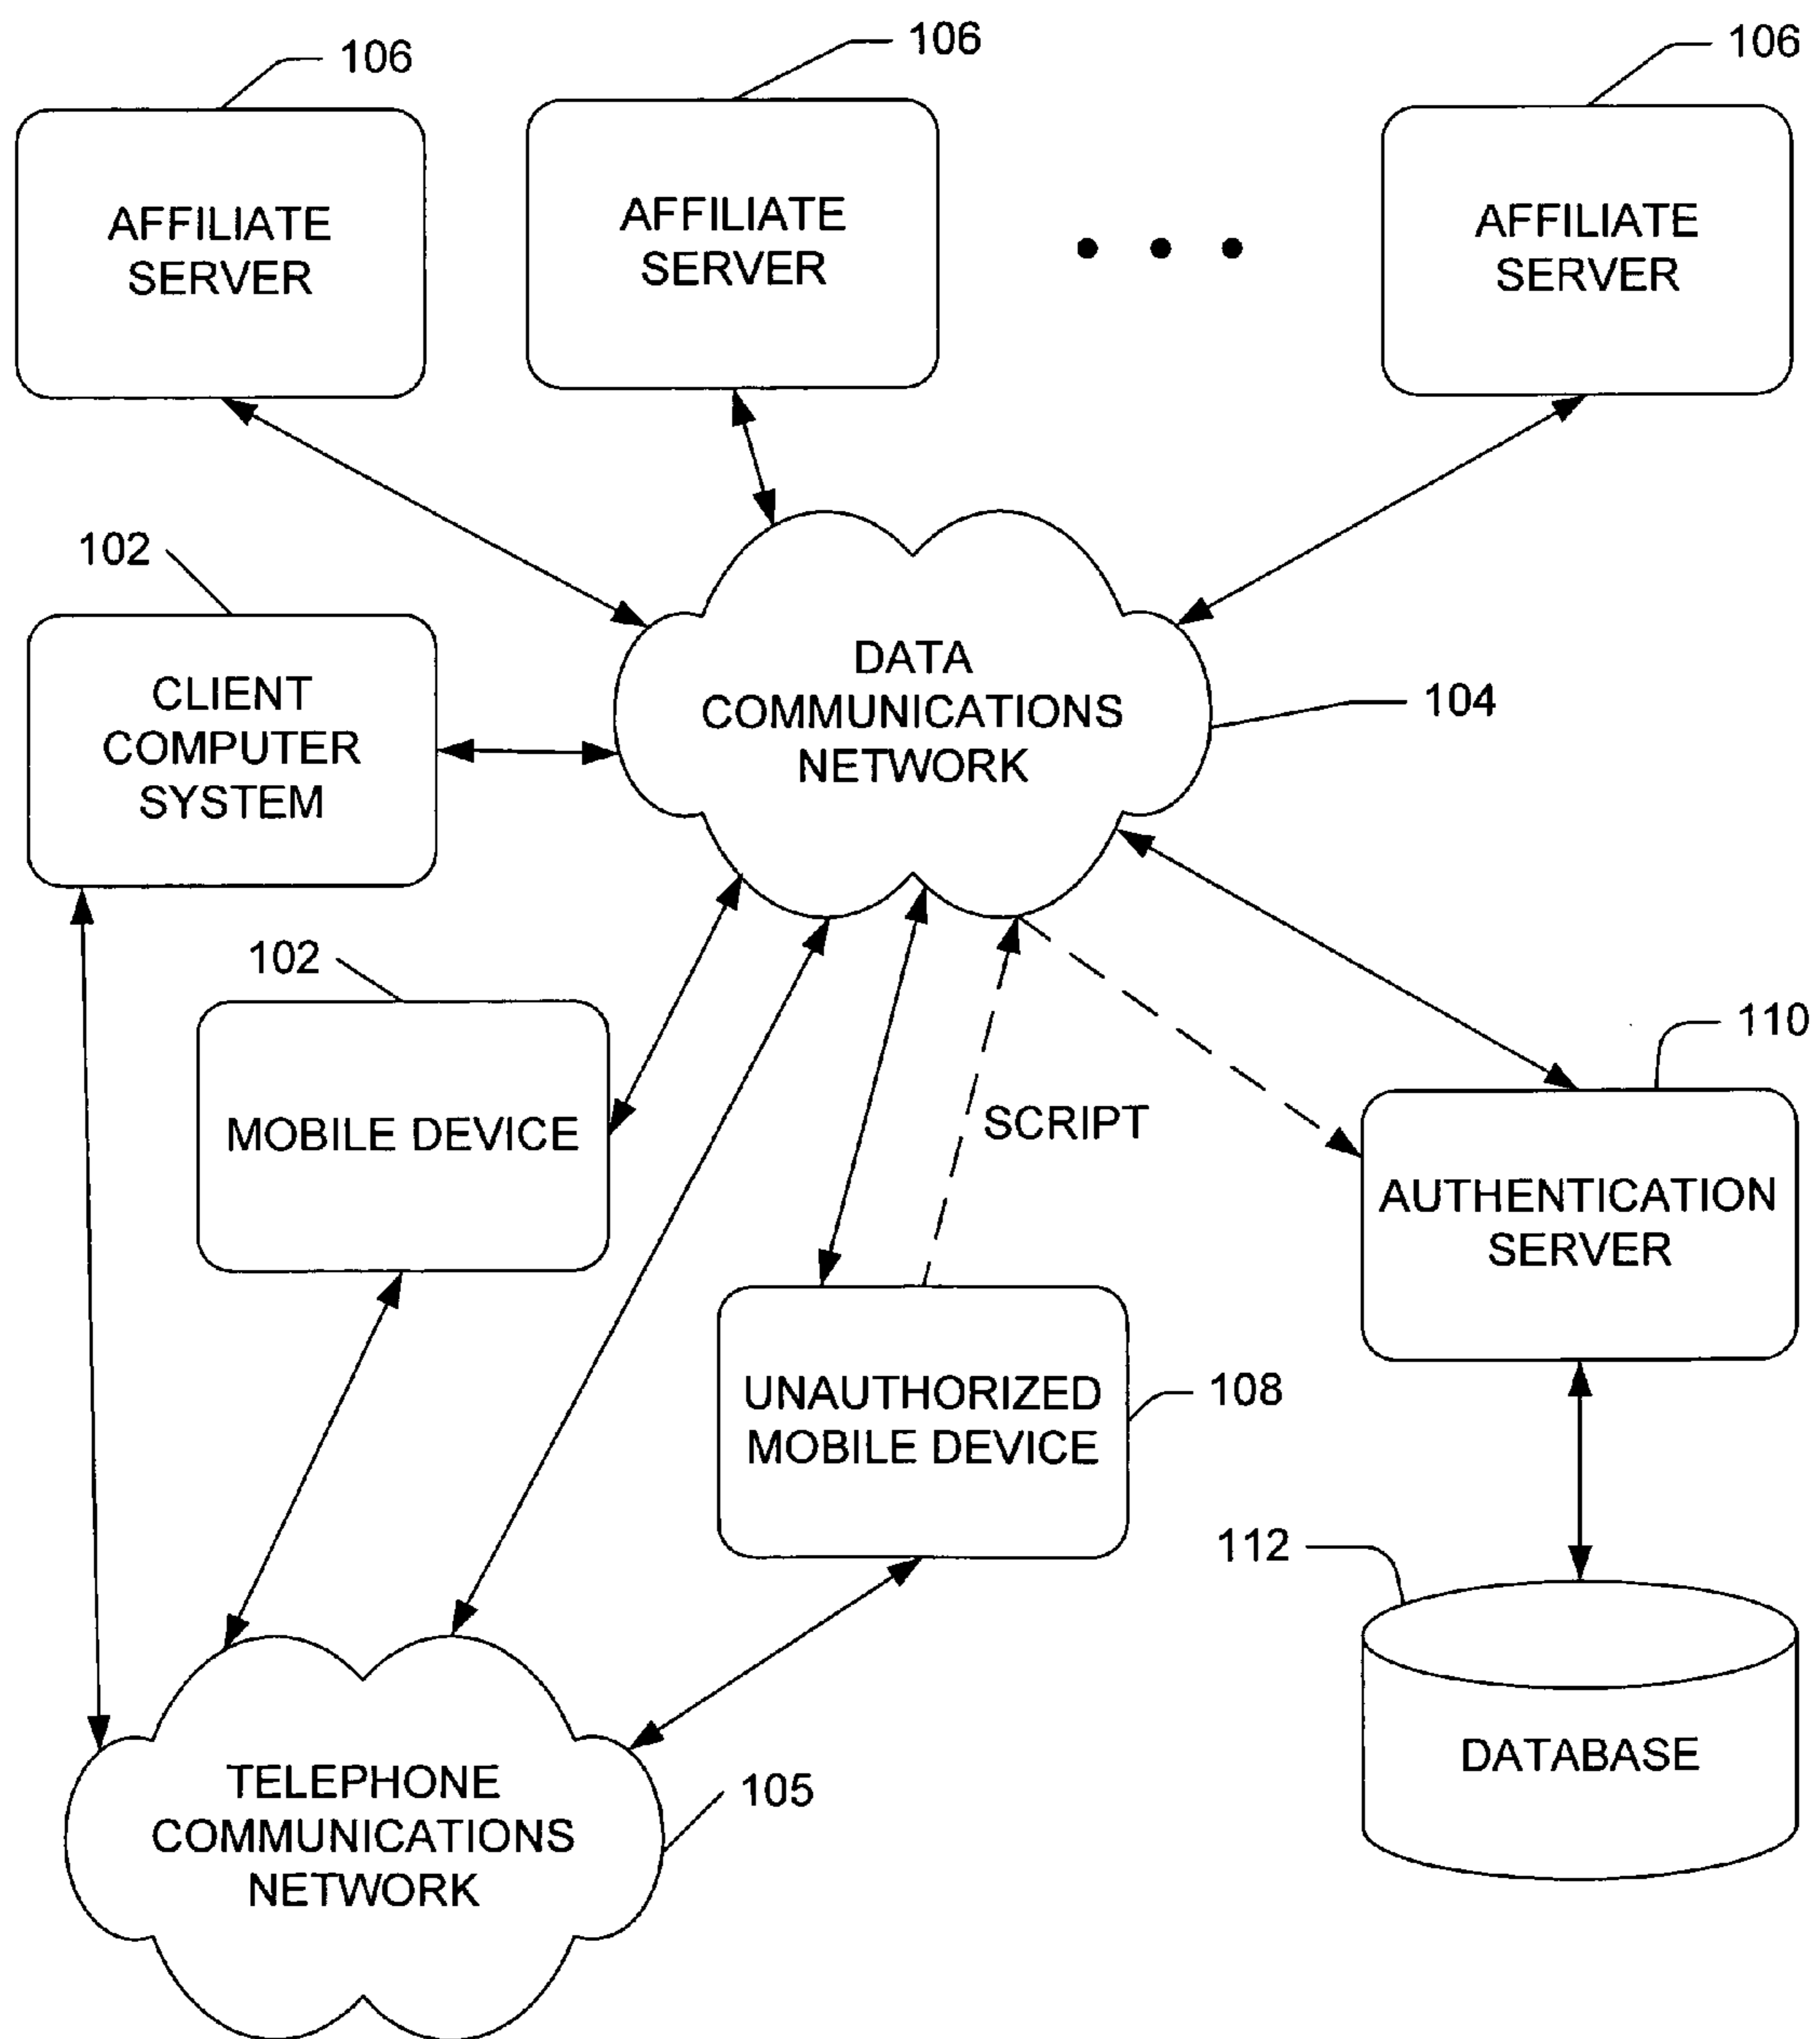 106
106
106
AFFILIATE
SERVER
AFFILIATE
SERVER
AFFILIATE
SERVER
102
CLIENT
COMPUTER
SYSTEM
DATA
COMMUNICATIONS
NETWORK
104
102
MOBILE DEVICE
SCRIPT
110
AUTHENTICATION
SERVER
UNAUTHORIZED
MOBILE DEVICE
108
112
DATABASE
TELEPHONE
COMMUNICATIONS
NETWORK
105